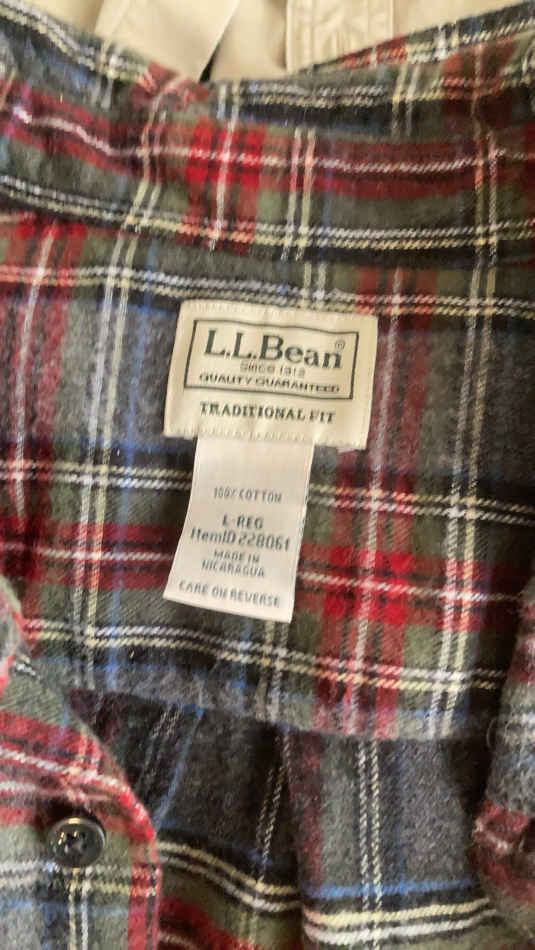 L.L.Bean®
Since 1912
QUALITY GUARANTEED
TRADITIONAL FIT
100% COTTON
L-REG
ItemID 228061
MADE IN
NICARAGUA
CARE ON REVERSE